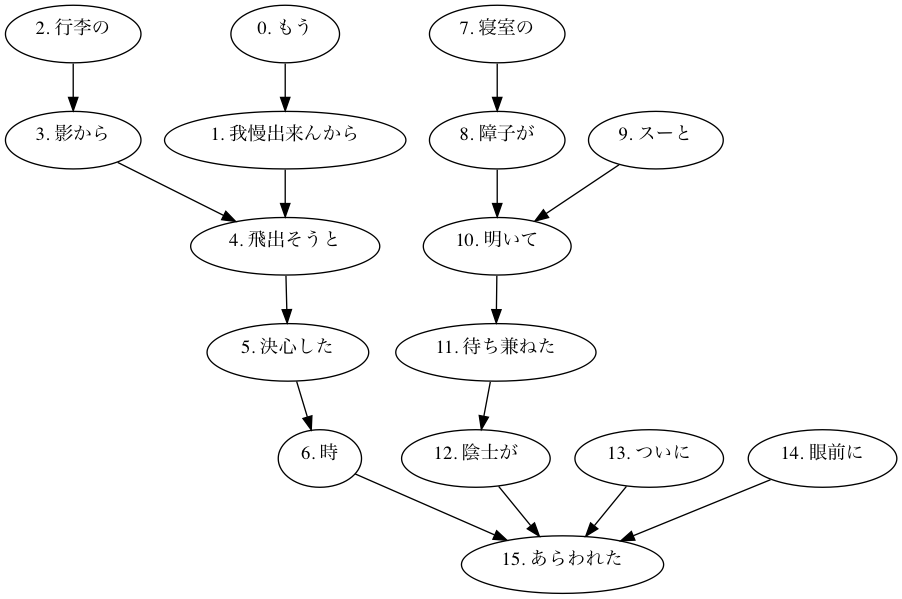 2. 行李の
0. もう
7. 寝室の
3. 影から
1. 我慢出来んから
8. 障子が
9. スーと
4. 飛出そうと
10. 明いて
5. 決心した
11. 待ち兼ねた
6. 時
12. 陰士が
13. ついに
14. 眼前に
15. あらわれた